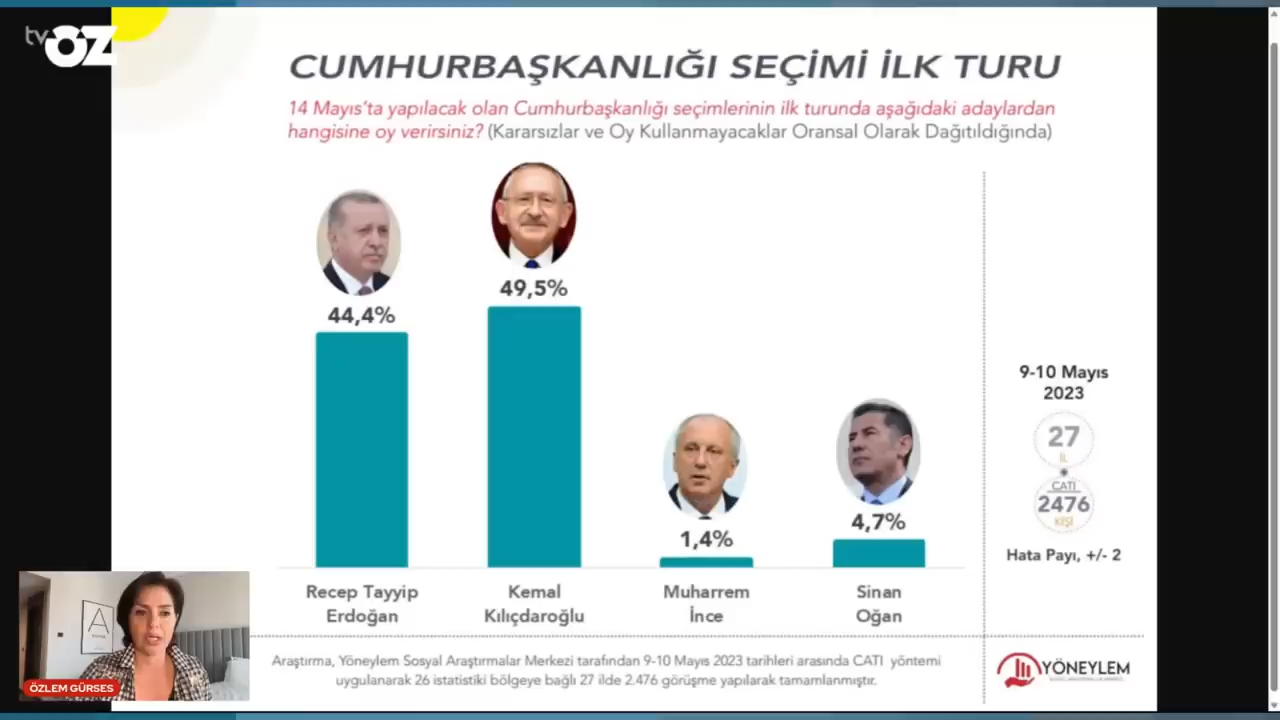 tv
ÖZ
CUMHURBAŞKANLIĞI SEÇİMİ İLK TURU
14 Mayıs'ta yapılacak olan Cumhurbaşkanlığı seçimlerinin ilk turunda aşağıdaki adaylardan
hangisine oy verirsiniz? (Kararsızlar ve Oy Kullanmayacaklar Oransal Olarak Dağıtıldığında)
44,4%
49,5%
1,4%
4,7%
Recep Tayyip
Erdoğan
Kemal
Kılıçdaroğlu
Muharrem
İnce
Sinan
Oğan
9-10 Mayıs
2023
27
İL
CATI
2476
KİŞİ
Hata Payı, +/- 2
A
ÖZLEM GÜRSES
Araştırma, Yöneylem Sosyal Araştırmalar Merkezi tarafından 9-10 Mayıs 2023 tarihleri arasında CATI yöntemi
uygulanarak 26 istatistiki bölgeye bağlı 27 ilde 2.476 görüşme yapılarak tamamlanmıştır.
YÖNEYLEM